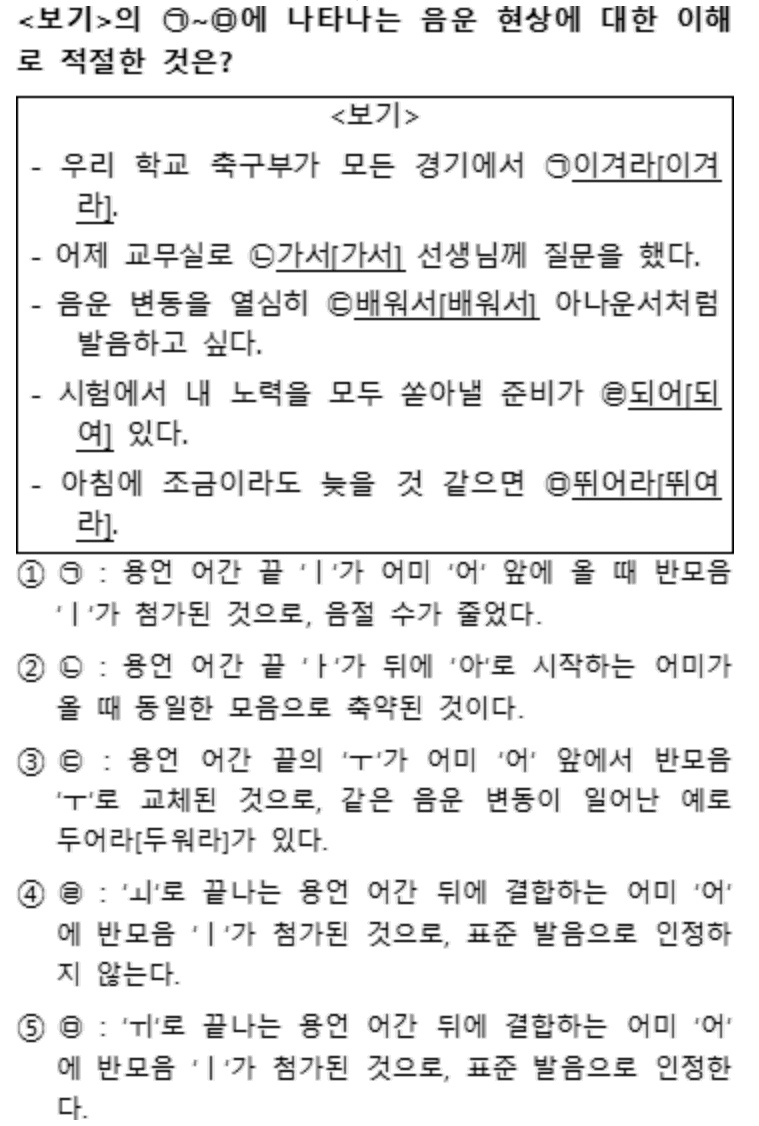 <보기>의 ㉠~㉤에 나타나는 음운 현상에 대한 이해
로 적절한 것은?
<보기>
- 우리 학교 축구부가 모든 경기에서 ㉠이겨라[이겨
라].
- 어제 교무실로 ㉡가서[가서] 선생님께 질문을 했다.
- 음운 변동을 열심히 ㉢배워서[배워서] 아나운서처럼
발음하고 싶다.
- 시험에서 내 노력을 모두 쏟아낼 준비가 ㉣되어[되
여] 있다.
- 아침에 조금이라도 늦을 것 같으면 ㉤뛰어라[뛰여
라].
① ㉠ : 용언 어간 끝 'ㅣ'가 어미 '어' 앞에 올 때 반모음
'ㅣ'가 첨가된 것으로, 음절 수가 줄었다.
② ㉡ : 용언 어간 끝 'ㅏ'가 뒤에 '아'로 시작하는 어미가
올 때 동일한 모음으로 축약된 것이다.
③ ㉢ : 용언 어간 끝의 'ㅜ'가 어미 '어' 앞에서 반모음
'ㅜ'로 교체된 것으로, 같은 음운 변동이 일어난 예로
두어라[두워라]가 있다.
④ ㉣ : 'ㅚ'로 끝나는 용언 어간 뒤에 결합하는 어미 '어'
에 반모음 'ㅣ'가 첨가된 것으로, 표준 발음으로 인정하
지 않는다.
⑤ ㉤ : 'ㅟ'로 끝나는 용언 어간 뒤에 결합하는 어미 '어'
에 반모음 'ㅣ'가 첨가된 것으로, 표준 발음으로 인정한
다.